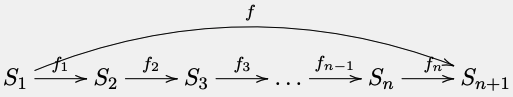 f
f₁ f₂ f₃ fₙ₋₁ fₙ
S₁ S₂ S₃ … Sₙ Sₙ₊₁